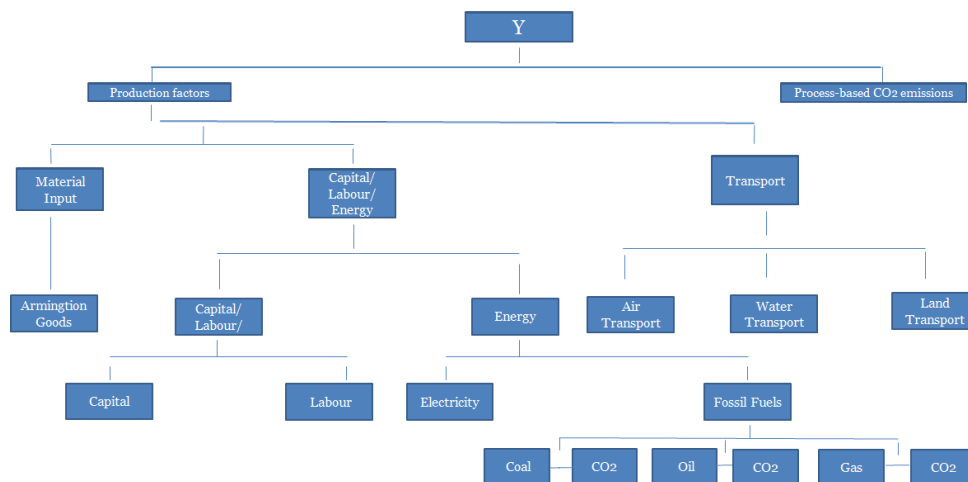 Y
Production factors
Process-based CO2 emissions
Material
Input
Capital/
Labour/
Energy
Transport
Armingtion
Goods
Capital/
Labour/
Energy
Air
Transport
Water
Transport
Land
Transport
Capital
Labour
Electricity
Fossil Fuels
Coal
CO2
Oil
CO2
Gas
CO2